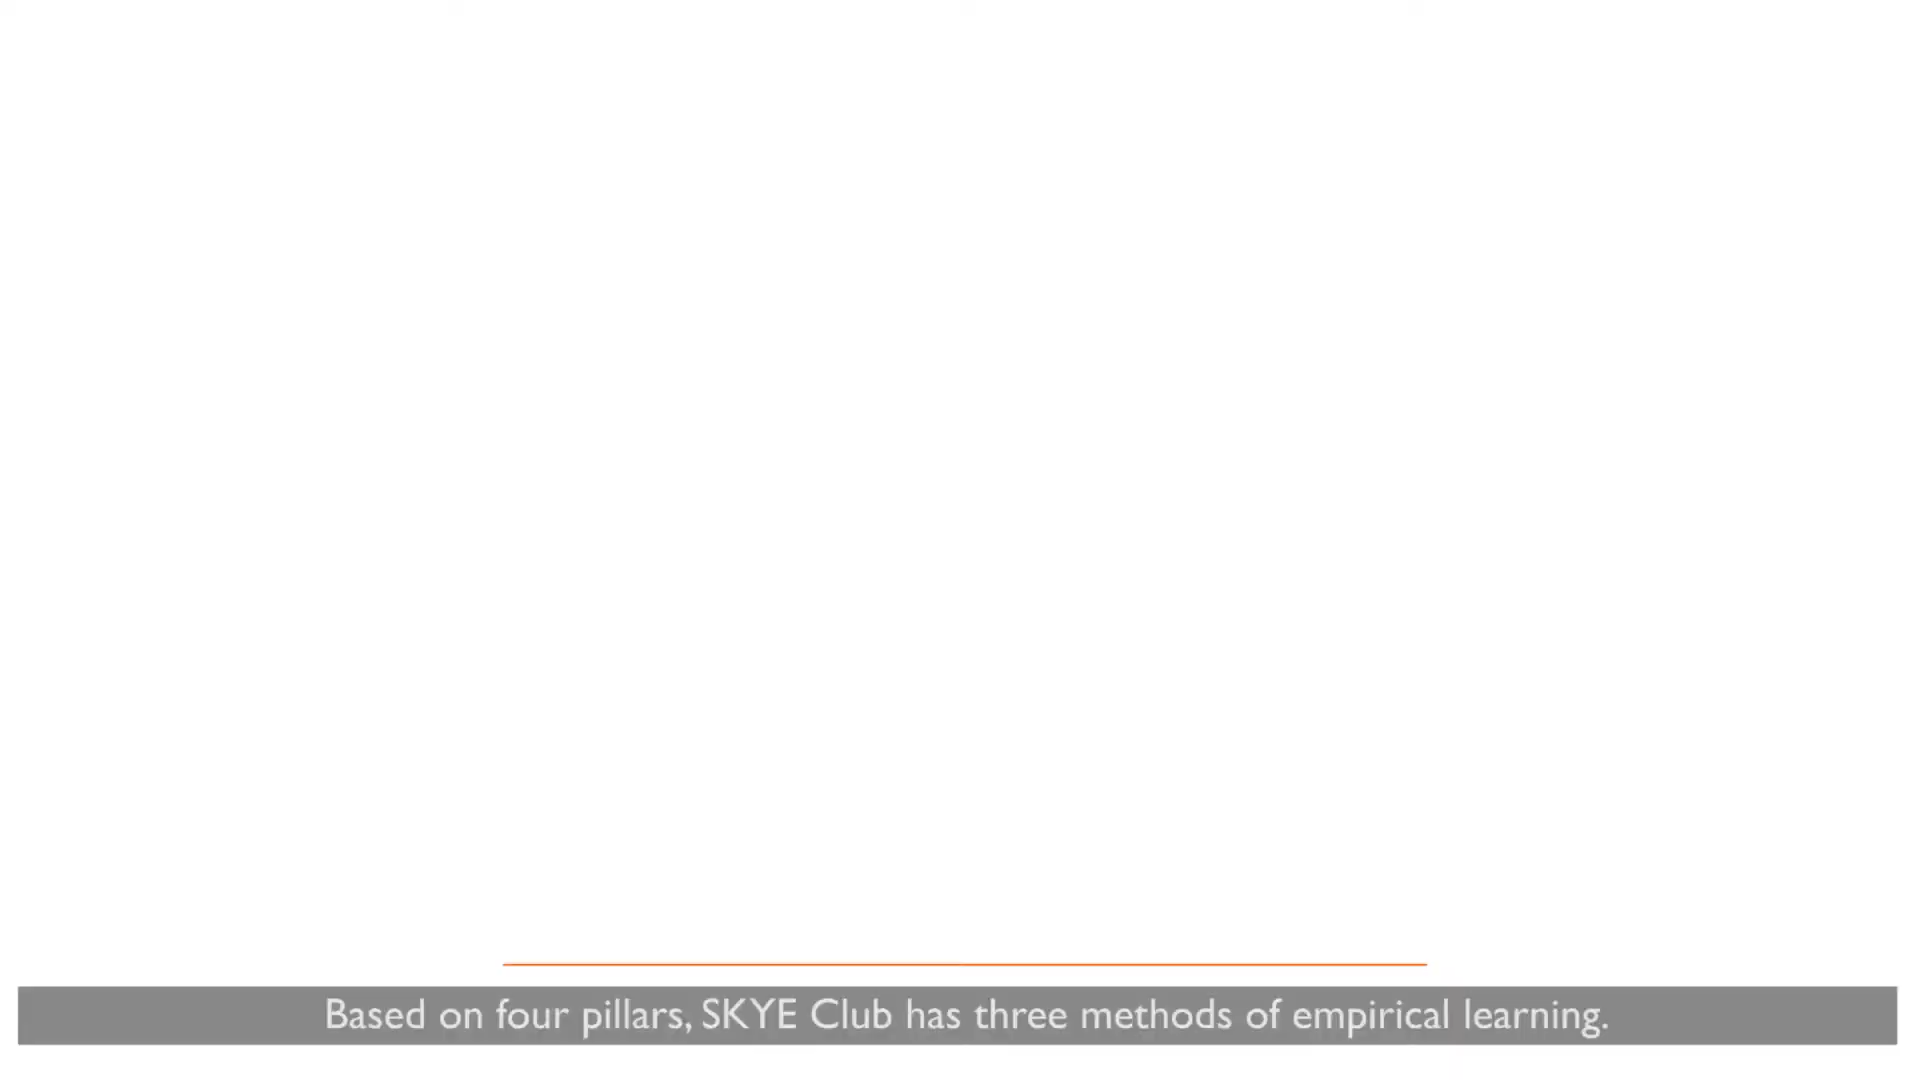 Based on four pillars, SKYE Club has three methods of empirical learning.